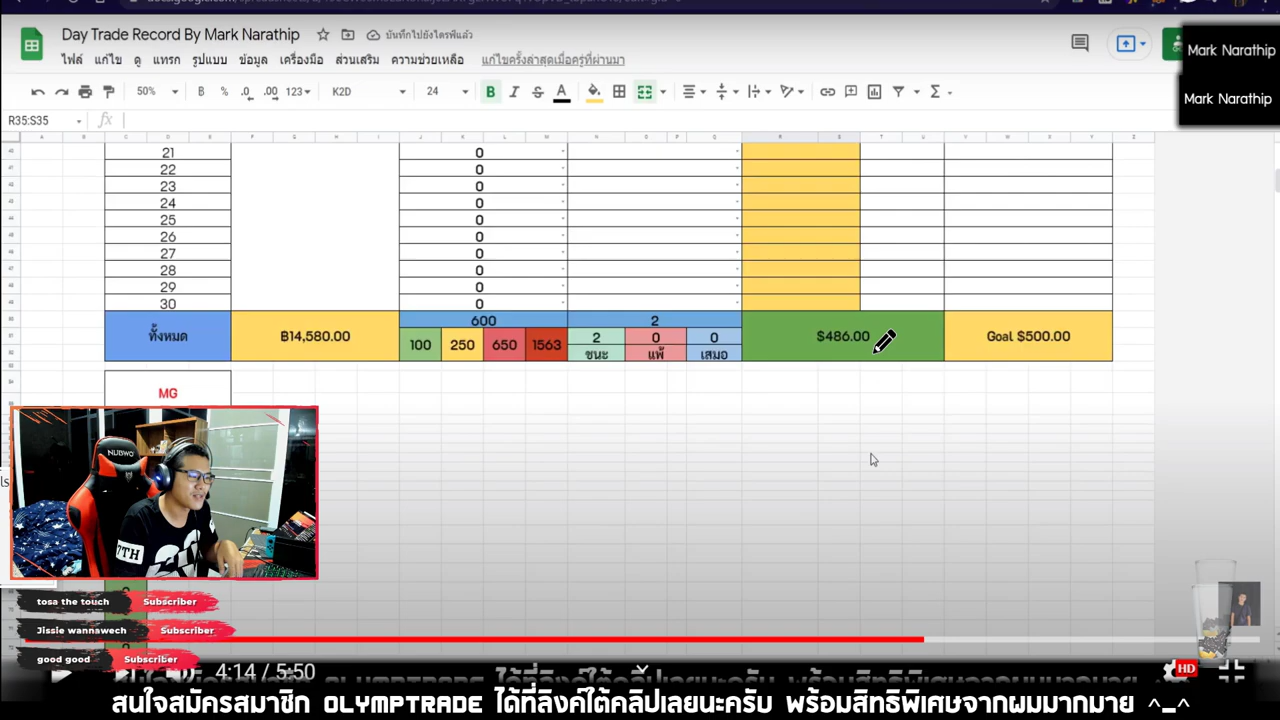 Day Trade Record By Mark Narathip
บันทึกไปยังไดรฟ์แล้ว
Mark Narathip
ไฟล์ แก้ไข ดู แทรก รูปแบบ ข้อมูล เครื่องมือ ส่วนเสริม ความช่วยเหลือ แก้ไขครั้งล่าสุดเมื่อครู่ที่ผ่านมา
50% % 123 K2D 24 B I S A
Mark Narathip
R35:S35 fx
21 0
22 0
23 0
24 0
25 0
26 0
27 0
28 0
29 0
30 0
ทั้งหมด ฿14,580.00 600 2 $486.00 Goal $500.00
100 250 650 1563 2 0 0
ชนะ แพ้ เสมอ
MG
NUBWO
7TH
tosa the touch Subscriber
Jissie wannawech Subscriber
good good Subscriber
4:14 / 5:50 HD
สนใจสมัครสมาชิก OLYMPTRADE ได้ที่ลิงค์ใต้คลิปเลยนะครับ พร้อมสิทธิพิเศษจากผมมากมาย ^_^